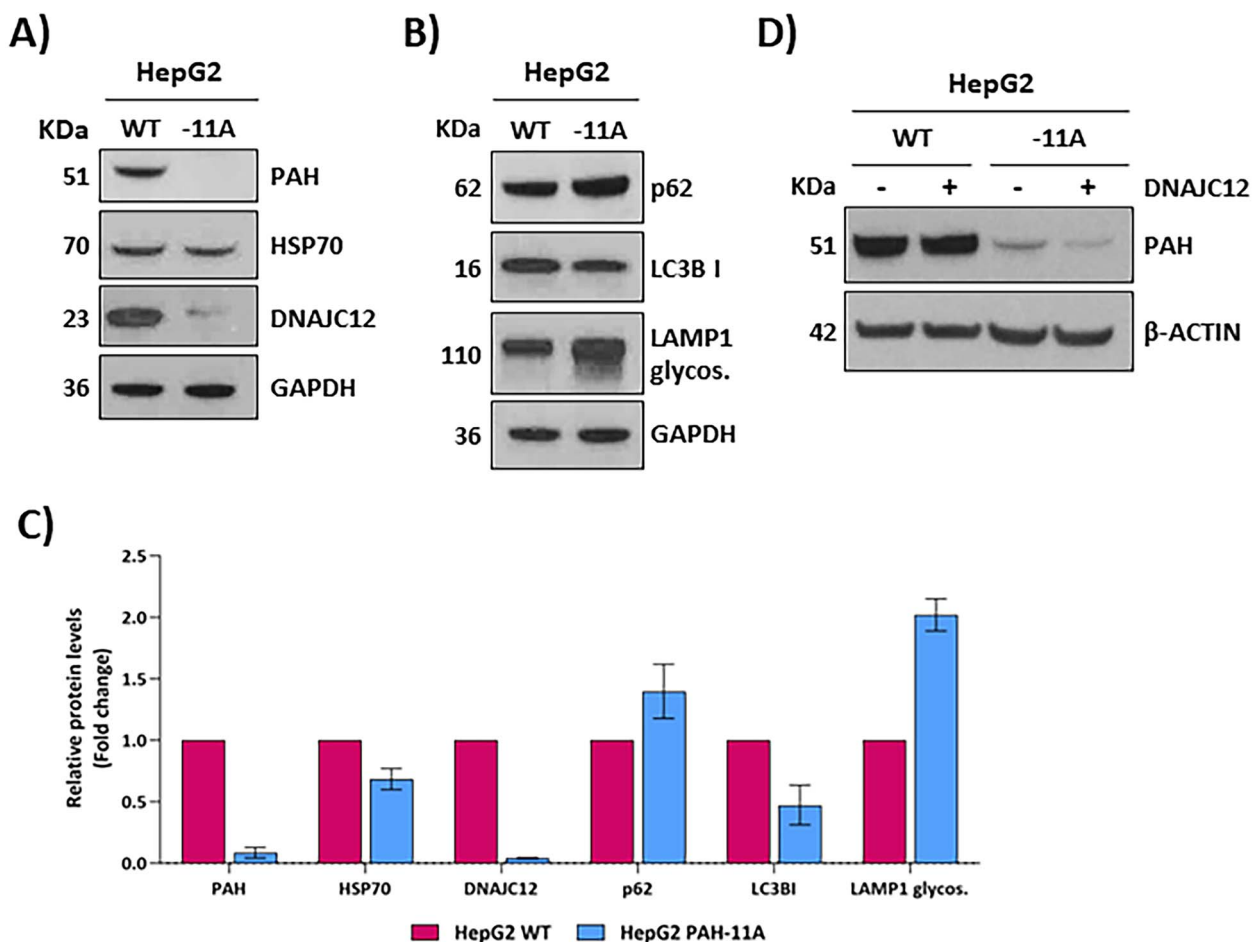 A)
HepG2
KDa WT -11A
51 PAH
70 HSP70
23 DNAJC12
36 GAPDH
B)
HepG2
KDa WT -11A
62 p62
16 LC3B I
110 LAMP1
glycos.
36 GAPDH
D)
HepG2
WT -11A
KDa - + - + DNAJC12
51 PAH
42 β-ACTIN
C)
Relative protein levels
(Fold change)
2.5
2.0
1.5
1.0
0.5
0.0
PAH HSP70 DNAJC12 p62 LC3BI LAMP1 glycos.
HepG2 WT HepG2 PAH-11A